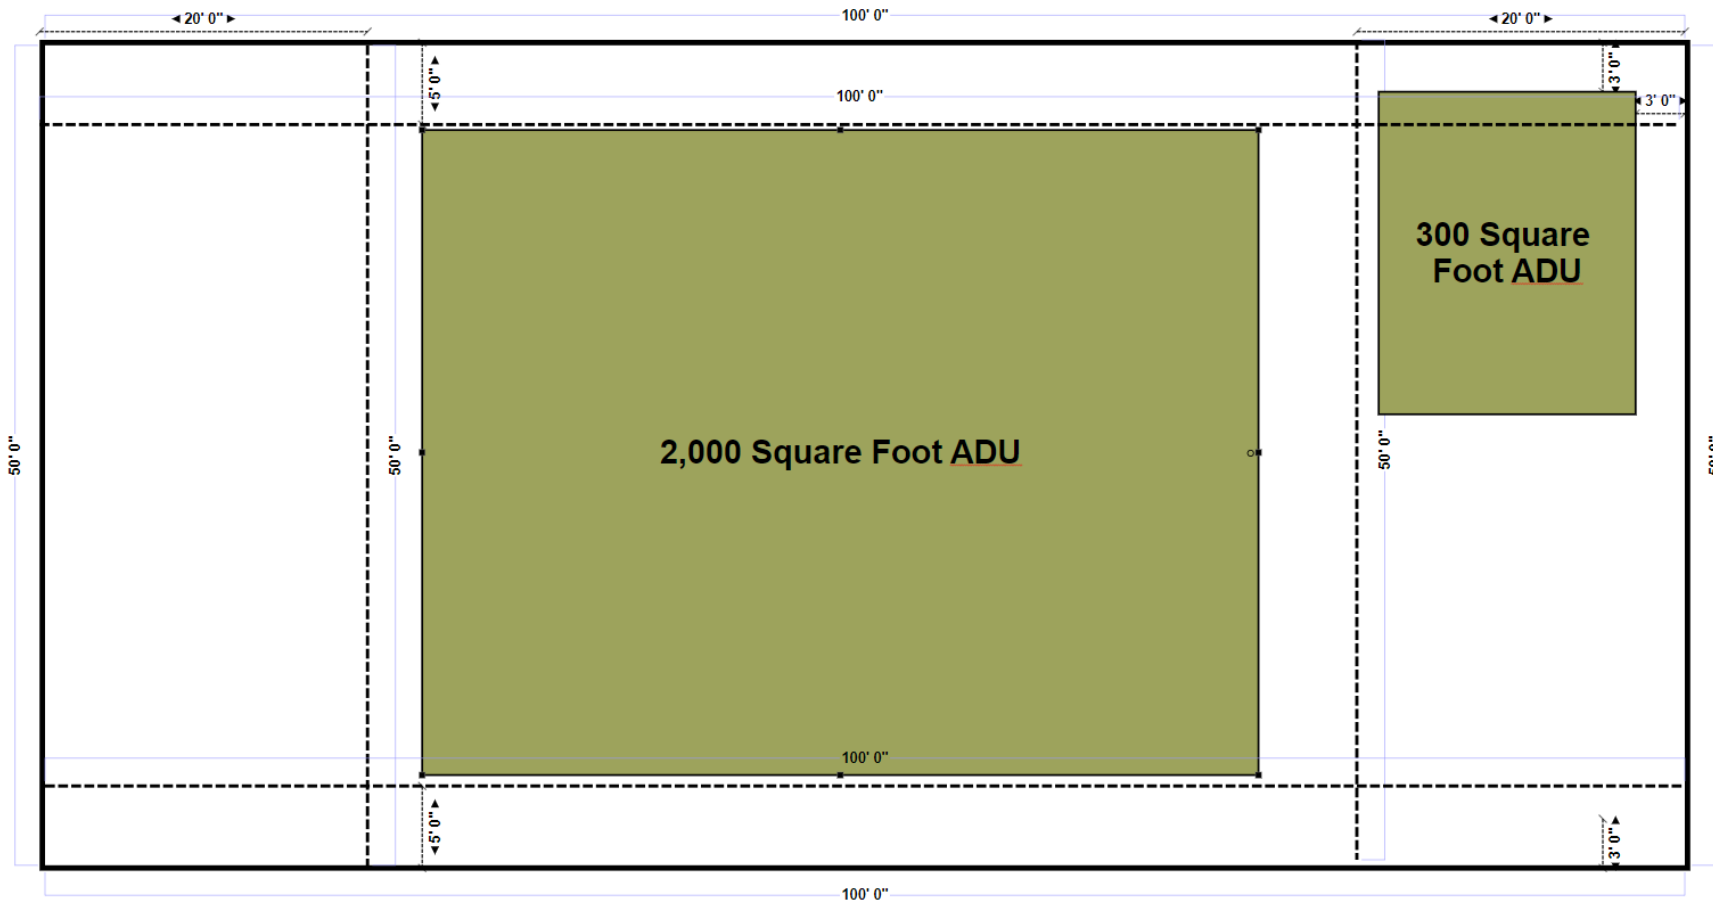 ◄ 20' 0" ►
100' 0"
◄ 20' 0" ►
◄ 5' 0" ►
3' 0" ►
100' 0"
◄ 3' 0" ►
300 Square
Foot ADU
50' 0"
50' 0"
2,000 Square Foot ADU
50' 0"
100' 0"
◄ 5' 0" ►
3' 0" ►
100' 0"